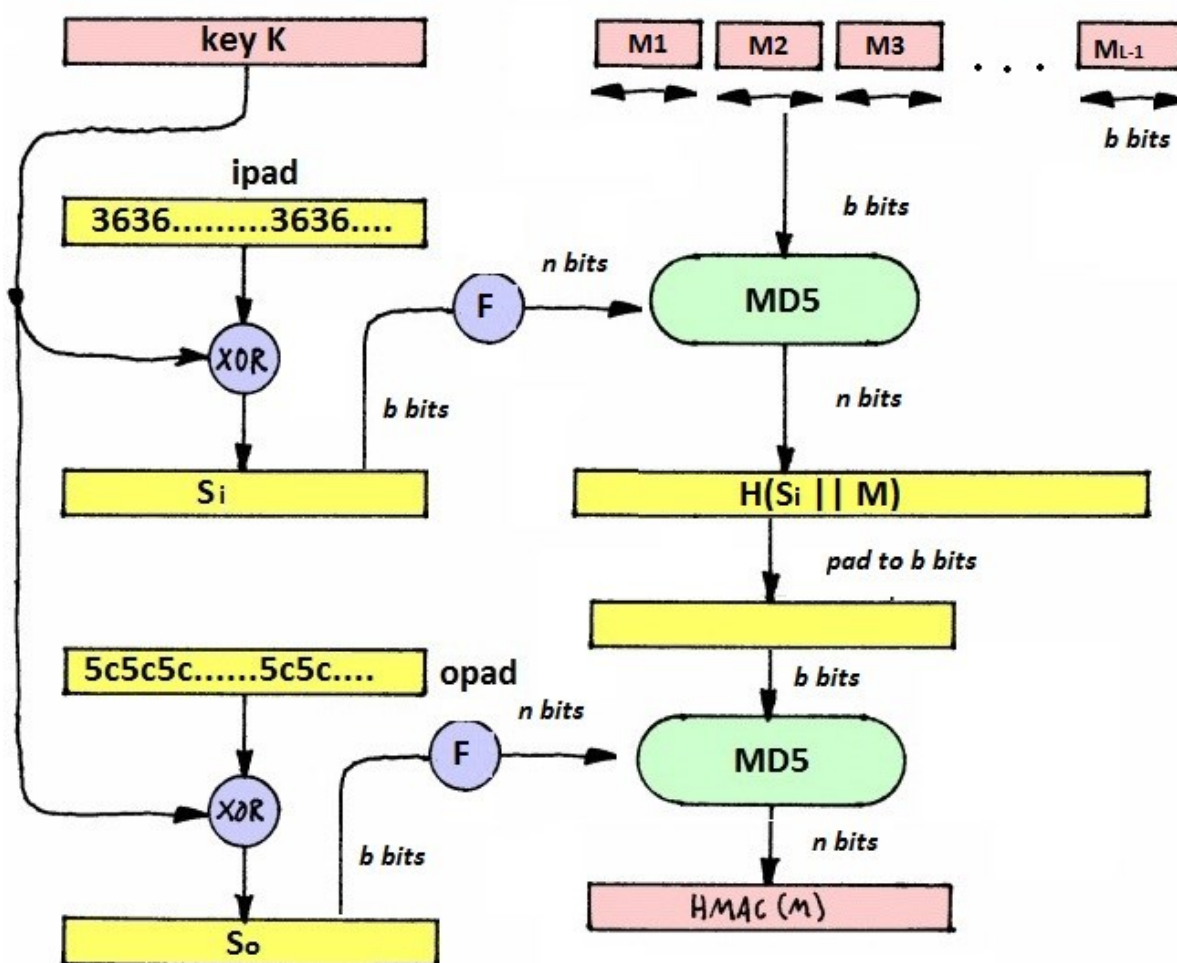 key K
M1 M2 M3 . . . ML-1
b bits
ipad
3636.........3636....
b bits
n bits
F
MD5
XOR
b bits
n bits
Si
H(Si || M)
pad to b bits
5c5c5c......5c5c....
opad
b bits
n bits
F
MD5
XOR
b bits
n bits
So
HMAC (M)